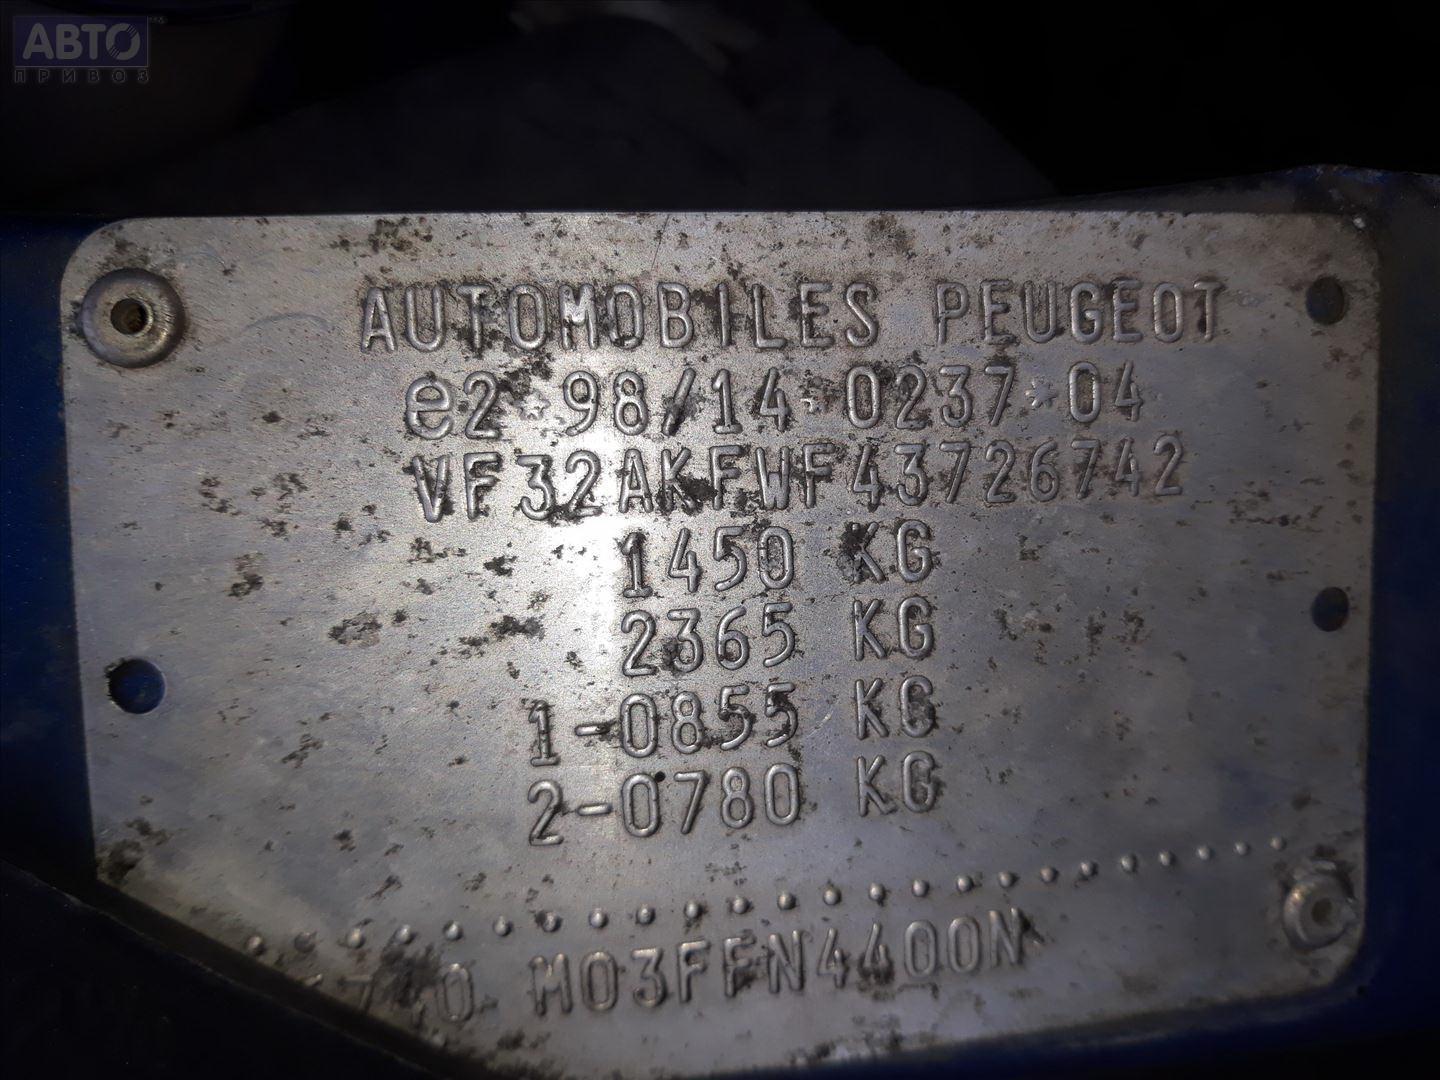 АВТО
ПРИВОЗ
AUTOMOBILES PEUGEOT
e2*98/14*0237*04
VF32AKFWF43726742
1450 KG
2365 KG
1-0855 KG
2-0780 KG
M03FFN4400N